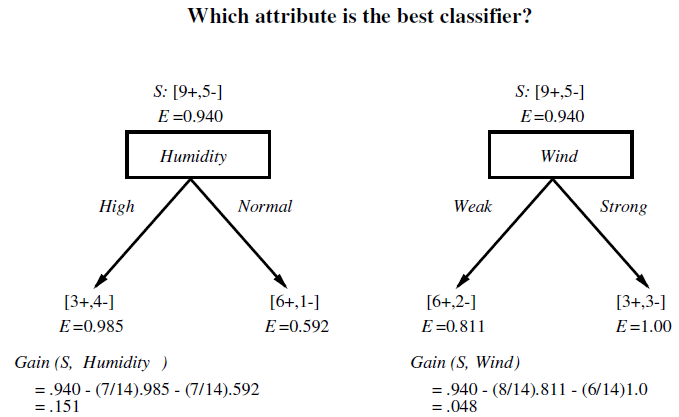 Which attribute is the best classifier?
S: [9+,5-]
E =0.940
Humidity
High
Normal
[3+,4-]
E =0.985
[6+,1-]
E =0.592
Gain (S, Humidity )
= .940 - (7/14).985 - (7/14).592
= .151
S: [9+,5-]
E =0.940
Wind
Weak
Strong
[6+,2-]
E =0.811
[3+,3-]
E =1.00
Gain (S, Wind)
= .940 - (8/14).811 - (6/14)1.0
= .048